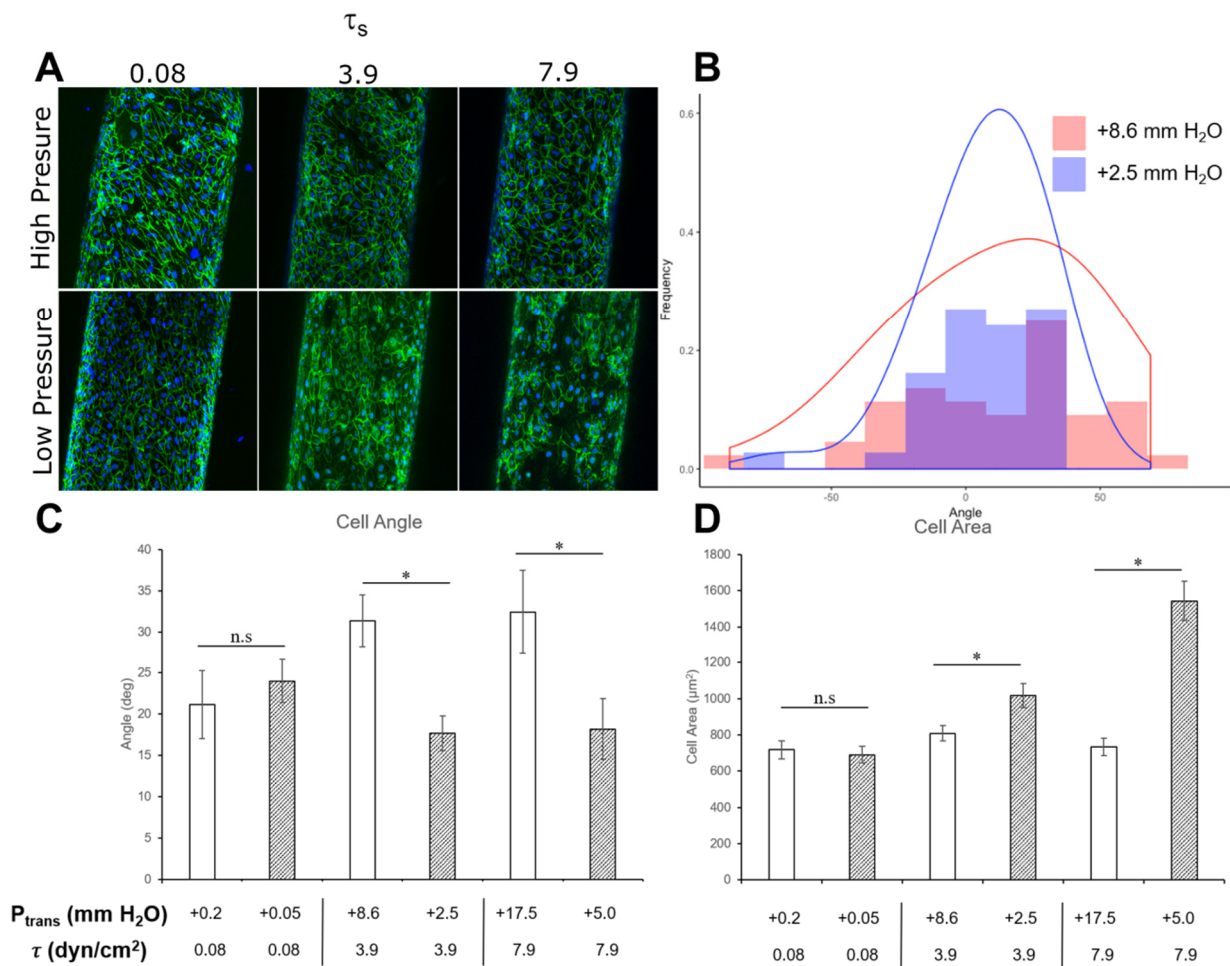 τs
A
0.08 3.9 7.9
High Presure
Low Pressure
B
+8.6 mm H2O
+2.5 mm H2O
0.6
0.4
0.2
0.0
Frequency
-50 0 50
Angle
C
Cell Angle
40
35
30
25
20
15
10
5
0
Angle (deg)
n.s
*
*
D
Cell Area
1800
1600
1400
1200
1000
800
600
400
200
0
Cell Area (µm²)
n.s
*
*
Ptrans (mm H2O) +0.2 +0.05 +8.6 +2.5 +17.5 +5.0
τ (dyn/cm²) 0.08 0.08 3.9 3.9 7.9 7.9
+0.2 +0.05 +8.6 +2.5 +17.5 +5.0
0.08 0.08 3.9 3.9 7.9 7.9